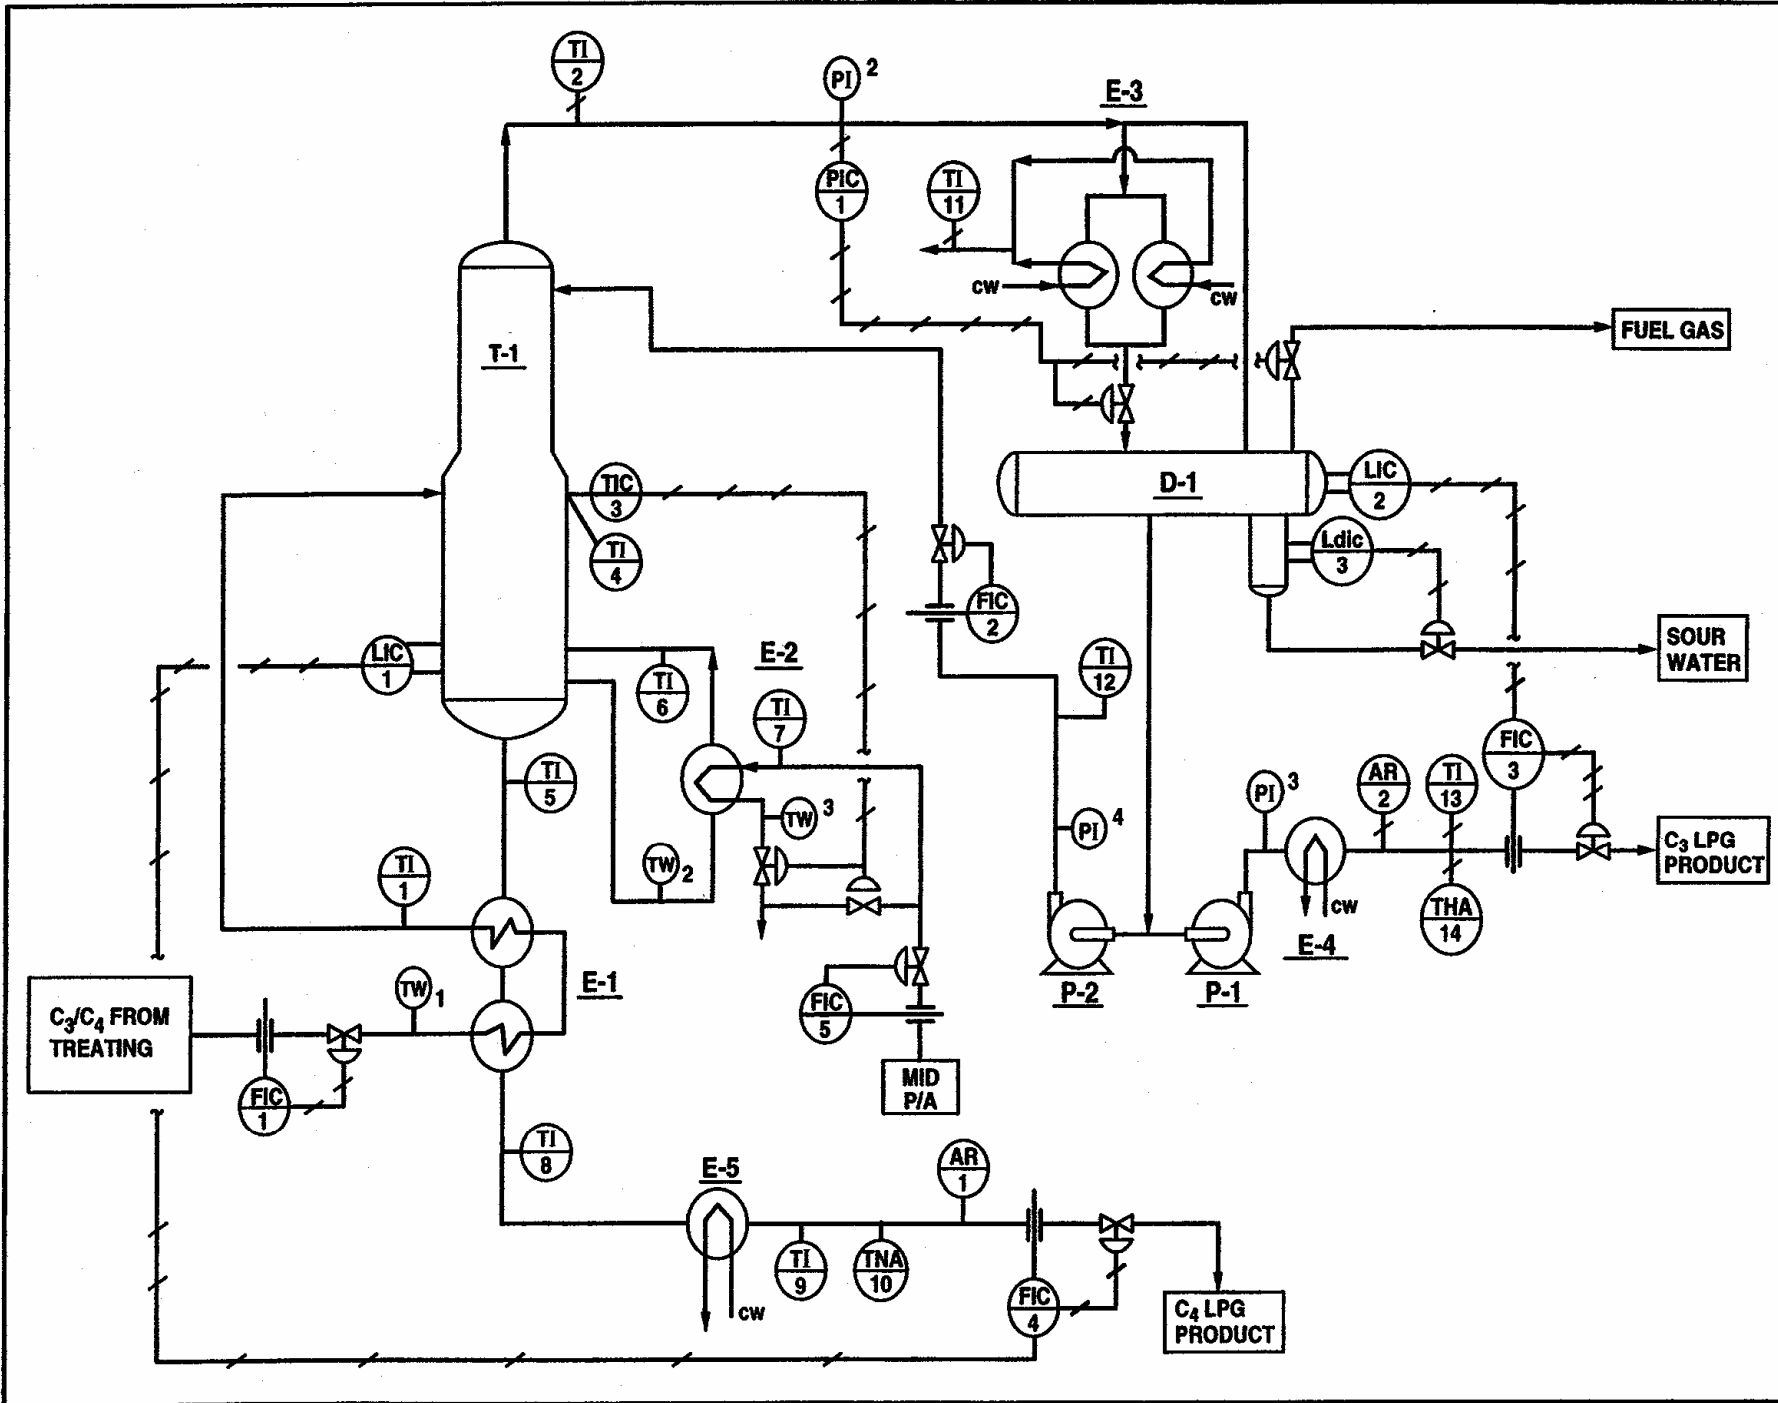 TI
2
PI 2
E-3
PIC
1
TI
11
cw
cw
T-1
FUEL GAS
TIC
3
TI
4
D-1
LIC
2
Ldic
3
FIC
2
LIC
1
TI
6
E-2
TI
7
TI
12
SOUR
WATER
TI
5
TW 3
TW 2
PI 4
PI 3
AR
2
TI
13
FIC
3
C₃ LPG
PRODUCT
TI
1
cw
E-4
THA
14
P-2
P-1
TW 1
E-1
C₃/C₄ FROM
TREATING
FIC
5
MID
P/A
FIC
1
TI
8
E-5
AR
1
cw
TI
9
TNA
10
FIC
4
C₄ LPG
PRODUCT